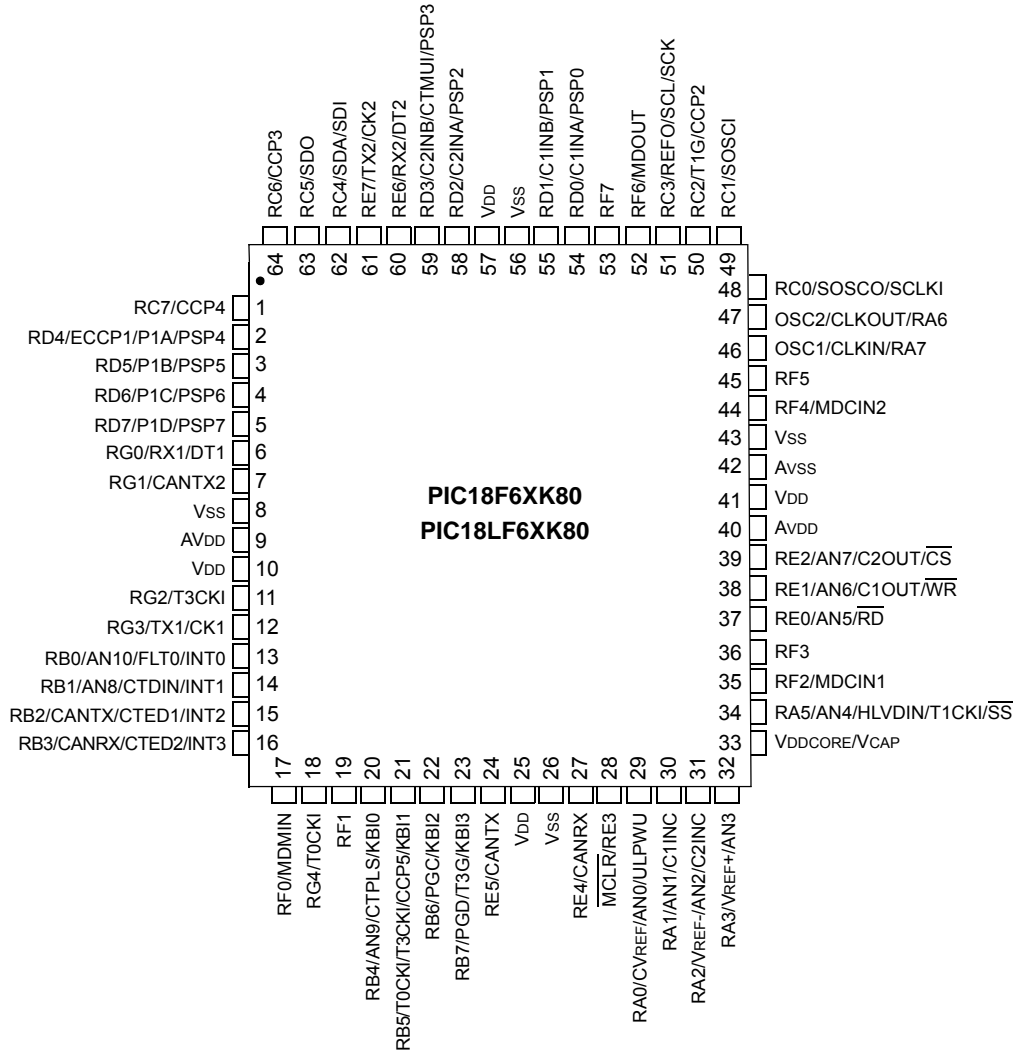 RC6/CCP3
RC5/SDO
RC4/SDA/SDI
RE7/TX2/CK2
RE6/RX2/DT2
RD3/C2INB/CTMUI/PSP3
RD2/C2INA/PSP2
VDD
VSS
RD1/C1INB/PSP1
RD0/C1INA/PSP0
RF7
RF6/MDOUT
RC3/REFO/SCL/SCK
RC2/T1G/CCP2
RC1/SOSCI
64
63
62
61
60
59
58
57
56
55
54
53
52
51
50
49
RC7/CCP4 1
RD4/ECCP1/P1A/PSP4 2
RD5/P1B/PSP5 3
RD6/P1C/PSP6 4
RD7/P1D/PSP7 5
RG0/RX1/DT1 6
RG1/CANTX2 7
VSS 8
AVDD 9
VDD 10
RG2/T3CKI 11
RG3/TX1/CK1 12
RB0/AN10/FLT0/INT0 13
RB1/AN8/CTDIN/INT1 14
RB2/CANTX/CTED1/INT2 15
RB3/CANRX/CTED2/INT3 16
PIC18F6XK80
PIC18LF6XK80
48 RC0/SOSCO/SCLKI
47 OSC2/CLKOUT/RA6
46 OSC1/CLKIN/RA7
45 RF5
44 RF4/MDCIN2
43 VSS
42 AVSS
41 VDD
40 AVDD
39 RE2/AN7/C2OUT/CS
38 RE1/AN6/C1OUT/WR
37 RE0/AN5/RD
36 RF3
35 RF2/MDCIN1
34 RA5/AN4/HLVDIN/T1CKI/SS
33 VDDCORE/VCAP
17
18
19
20
21
22
23
24
25
26
27
28
29
30
31
32
RF0/MDMIN
RG4/T0CKI
RF1
RB4/AN9/CTPLS/KBI0
RB5/T0CKI/T3CKI/CCP5/KBI1
RB6/PGC/KBI2
RB7/PGD/T3G/KBI3
RE5/CANTX
VDD
VSS
RE4/CANRX
MCLR/RE3
RA0/CVREF/AN0/ULPWU
RA1/AN1/C1INC
RA2/VREF-/AN2/C2INC
RA3/VREF+/AN3